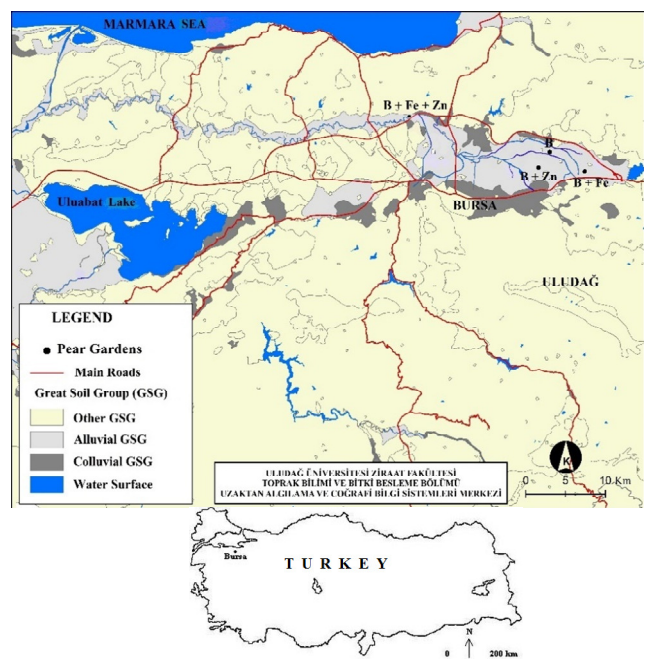 MARMARA SEA
B + Fe + Zn
B
B + Zn
B + Fe
BURSA
Uluabat Lake
ULUDAĞ
LEGEND
Pear Gardens
Main Roads
Great Soil Group (GSG)
Other GSG
Alluvial GSG
Colluvial GSG
Water Surface
ULUDAĞ ÜNİVERSİTESİ ZİRAAT FAKÜLTESİ
TOPRAK BİLİMİ VE BİTKİ BESLEME BÖLÜMÜ
UZAKTAN ALGILAMA VE COĞRAFİ BİLGİ SİSTEMLERİ MERKEZİ
K
0 5 10 Km
TURKEY
Bursa
N
0 200 km